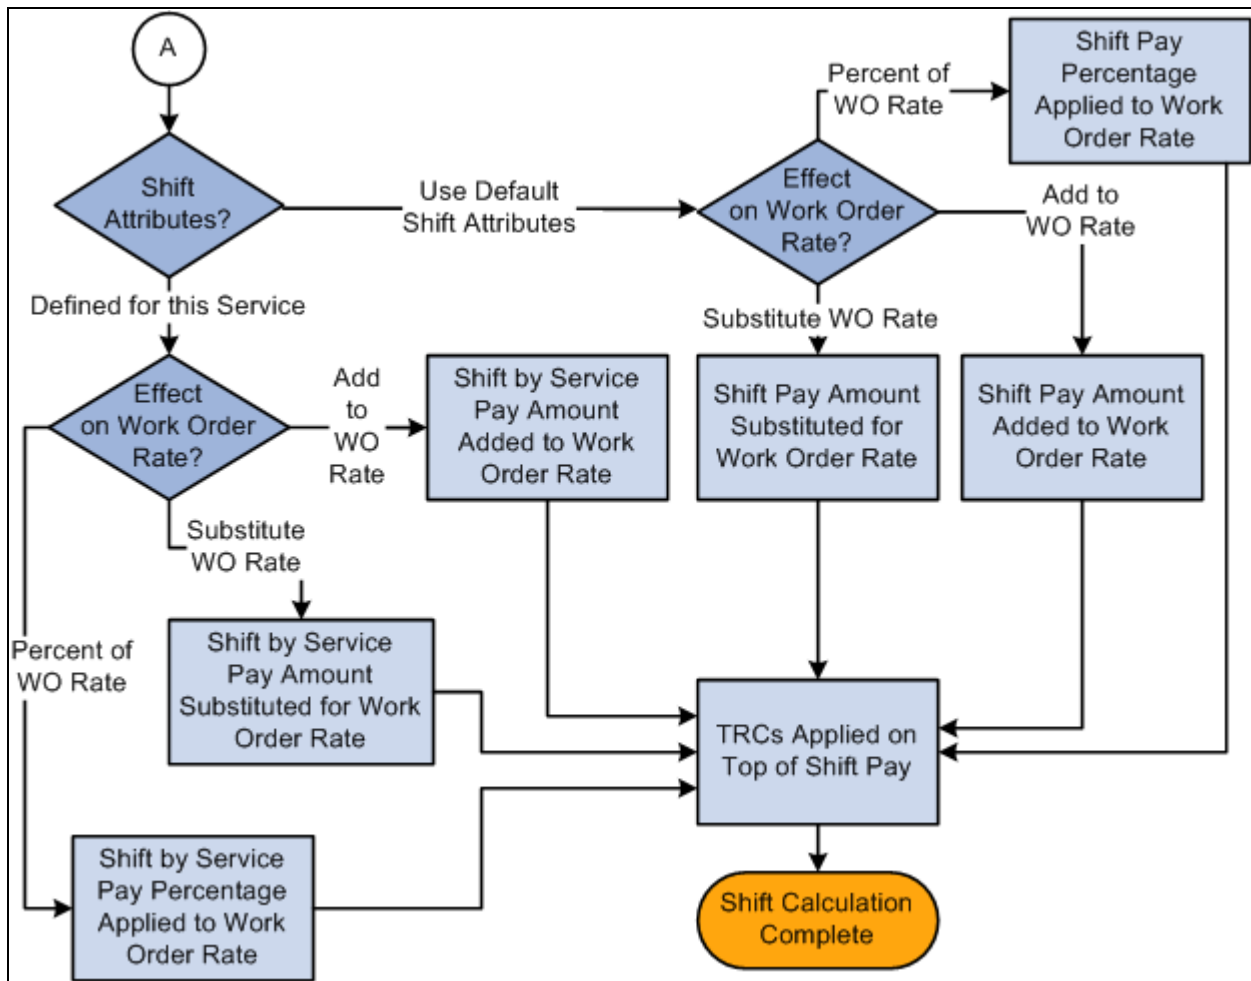 A
Shift
Attributes?
Use Default
Shift Attributes
Effect
on Work Order
Rate?
Percent of
WO Rate
Shift Pay
Percentage
Applied to Work
Order Rate
Add to
WO Rate
Substitute WO Rate
Shift Pay Amount
Substituted for
Work Order Rate
Shift Pay Amount
Added to Work
Order Rate
Defined for this Service
Effect
on Work Order
Rate?
Add
to
WO
Rate
Shift by Service
Pay Amount
Added to Work
Order Rate
Substitute
WO Rate
Shift by Service
Pay Amount
Substituted for Work
Order Rate
Percent of
WO Rate
Shift by Service
Pay Percentage
Applied to Work
Order Rate
TRCs Applied on
Top of Shift Pay
Shift Calculation
Complete